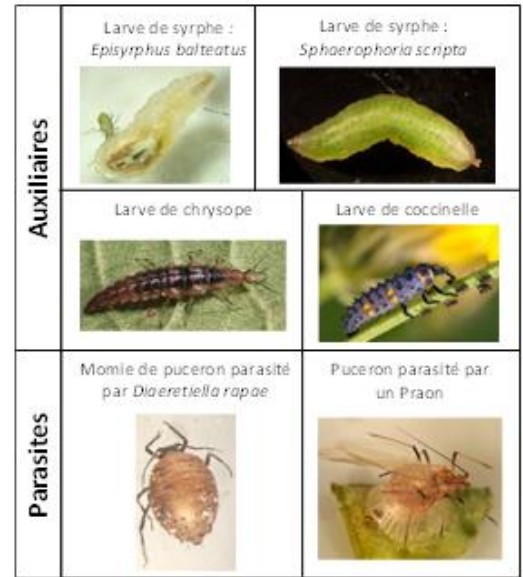 Auxiliaires
Larve de syrphe :
Episyrphus balteatus
Larve de syrphe :
Sphaerophoria scripta
Larve de chrysope
Larve de coccinelle
Parasites
Momie de puceron parasité
par Diaeretiella rapae
Puceron parasité par
un Praon